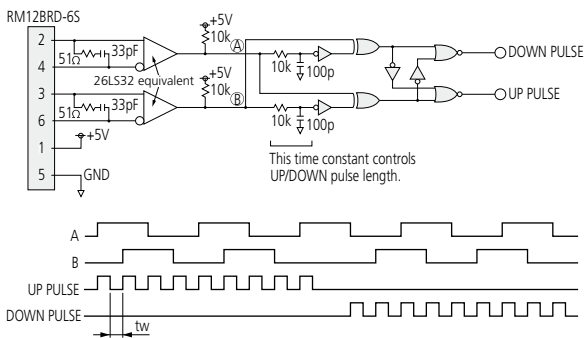 RM12BRD-6S
2
4
3
6
1
5
51Ω
33pF
51Ω
33pF
26LS32 equivalent
+5V
10k
A
+5V
10k
B
10k
100p
10k
100p
DOWN PULSE
UP PULSE
+5V
GND
This time constant controls
UP/DOWN pulse length.
A
B
UP PULSE
DOWN PULSE
tw